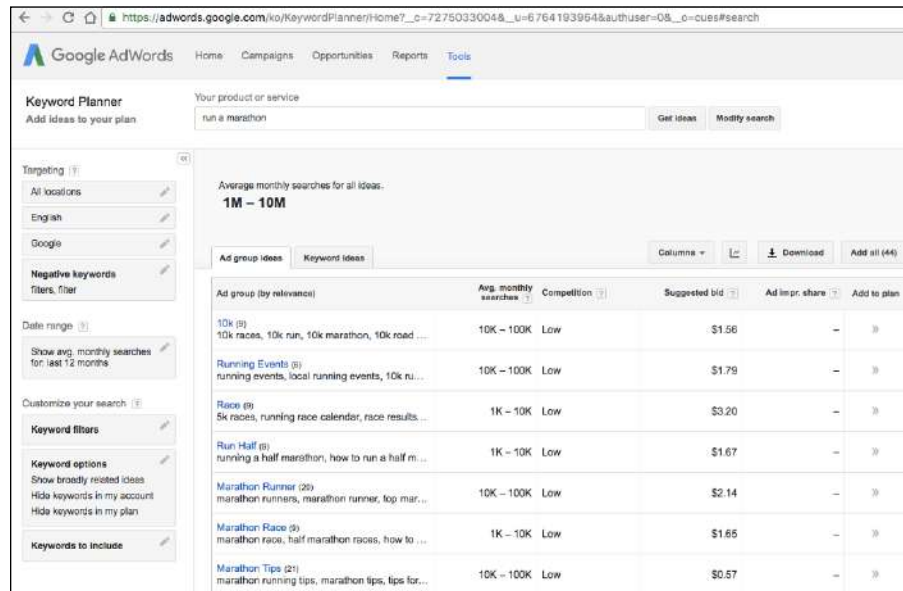 https://adwords.google.com/ko/KeywordPlanner/Home?__c=7275033004&__u=6764193964&authuser=0&__o=cues#search
Google AdWords Home Campaigns Opportunities Reports Tools
Keyword Planner
Add ideas to your plan
Your product or service
run a marathon
Get ideas Modify search
Targeting ?
All locations
English
Google
Negative keywords
filters, filter
Date range ?
Show avg. monthly searches
for: last 12 months
Customize your search ?
Keyword filters
Keyword options
Show broadly related ideas
Hide keywords in my account
Hide keywords in my plan
Keywords to include
Average monthly searches for all ideas.
1M – 10M
Ad group ideas Keyword ideas
Columns Download Add all (44)
Ad group (by relevance) Avg. monthly searches ? Competition ? Suggested bid ? Ad impr. share ? Add to plan
10k (9) 10K – 100K Low $1.56 – »
10k races, 10k run, 10k marathon, 10k road ...
Running Events (6) 10K – 100K Low $1.79 – »
running events, local running events, 10k ru...
Race (9) 1K – 10K Low $3.20 – »
5k races, running race calendar, race results...
Run Half (9) 1K – 10K Low $1.67 – »
running a half marathon, how to run a half m...
Marathon Runner (20) 10K – 100K Low $2.14 – »
marathon runners, marathon runner, top mar...
Marathon Race (9) 1K – 10K Low $1.65 – »
marathon race, half marathon races, how to ...
Marathon Tips (21) 10K – 100K Low $0.57 – »
marathon running tips, marathon tips, tips for...